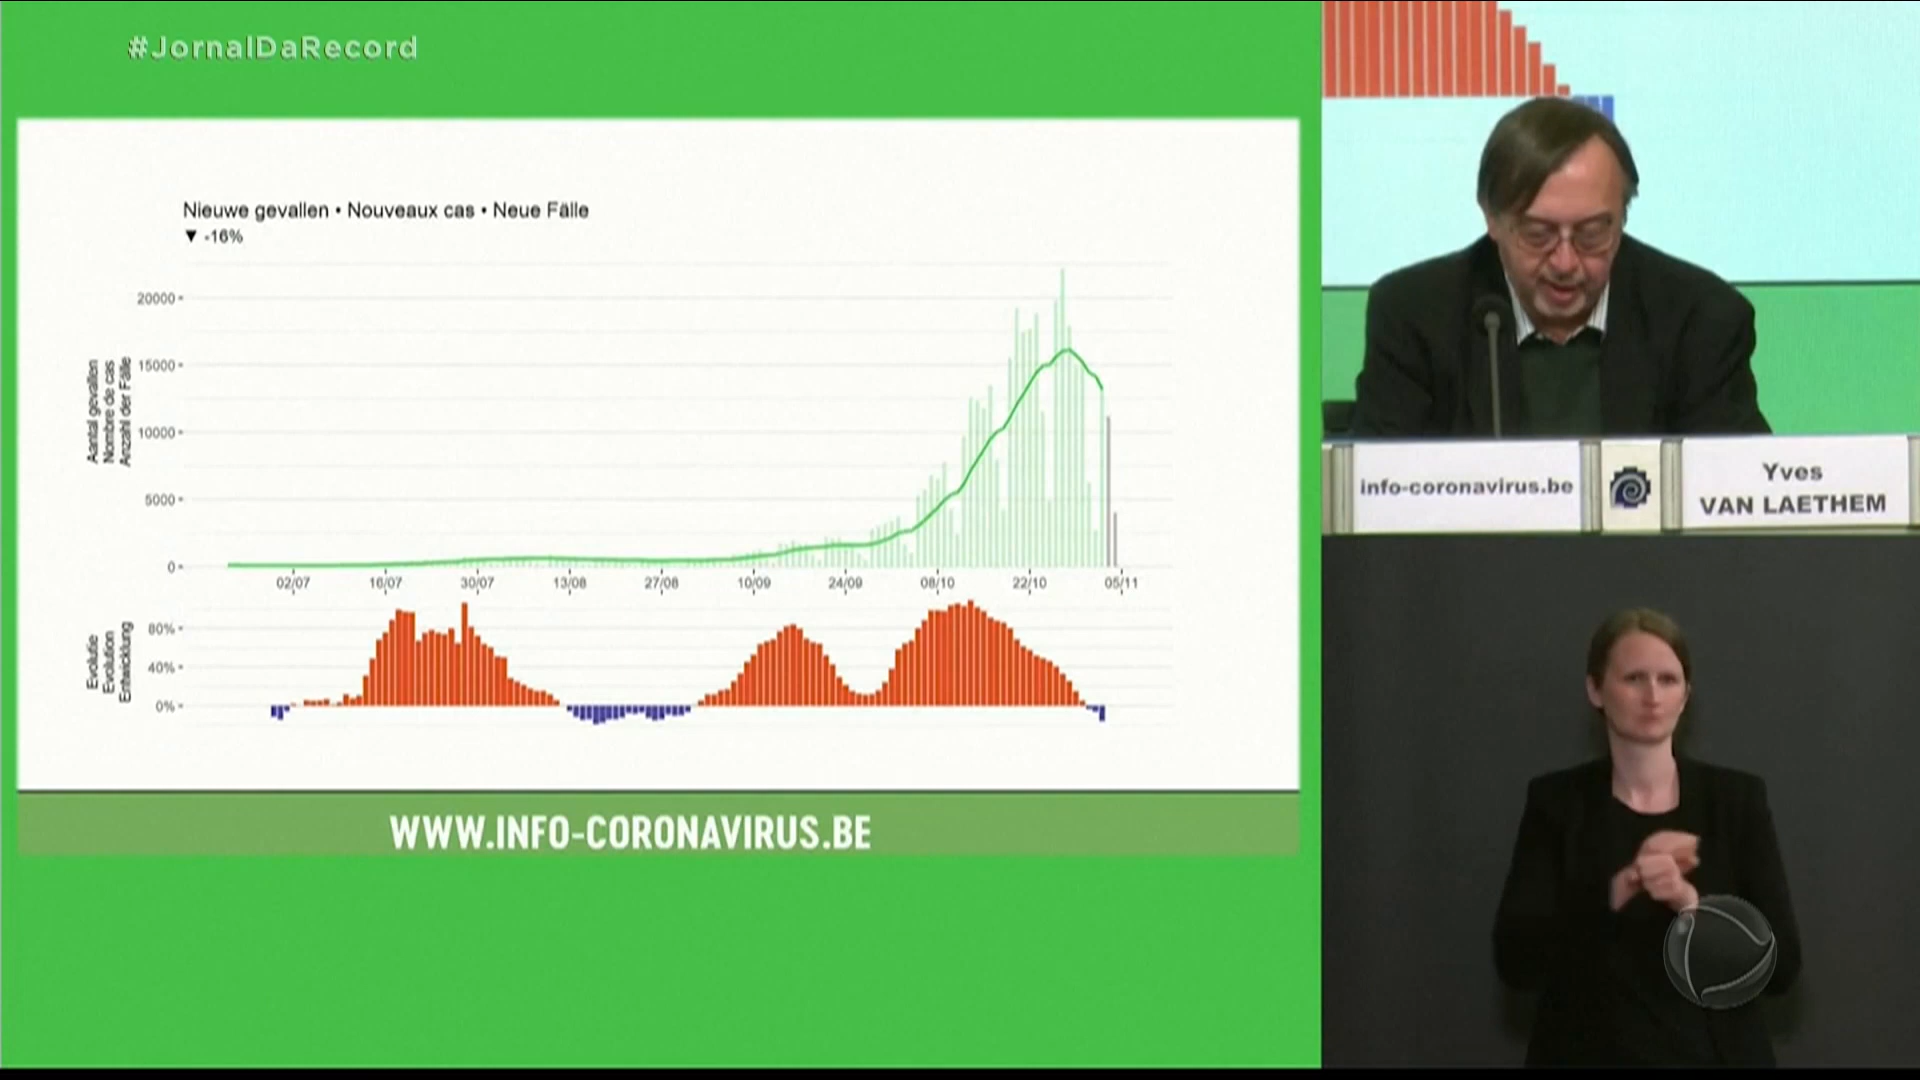 #JornalDaRecord
Nieuwe gevallen • Nouveaux cas • Neue Fälle
▼ -16%
Aantal gevallen
Nombre de cas
Anzahl der Fälle
20000
15000
10000
5000
0
02/07 16/07 30/07 13/08 27/08 10/09 24/09 08/10 22/10 05/11
Evolutie
Evolution
Entwicklung
80%
40%
0%
WWW.INFO-CORONAVIRUS.BE
info-coronavirus.be
Yves
VAN LAETHEM